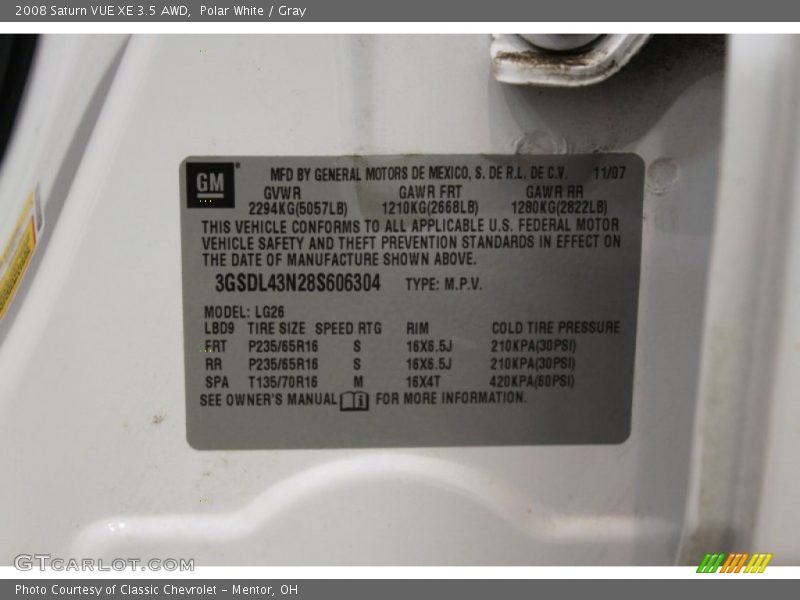 2008 Saturn VUE XE 3.5 AWD,  Polar White / Gray
GM
MFD BY GENERAL MOTORS DE MEXICO, S. DE R.L. DE C.V. 11/07
GVWR GAWR FRT GAWR RR
2294KG(5057LB) 1210KG(2668LB) 1280KG(2822LB)
THIS VEHICLE CONFORMS TO ALL APPLICABLE U.S. FEDERAL MOTOR
VEHICLE SAFETY AND THEFT PREVENTION STANDARDS IN EFFECT ON
THE DATE OF MANUFACTURE SHOWN ABOVE.
3GSDL43N28S606304 TYPE: M.P.V.
MODEL: LG26
LBD9 TIRE SIZE SPEED RTG RIM COLD TIRE PRESSURE
FRT P235/65R16 S 16X6.5J 210KPA(30PSI)
RR P235/65R16 S 16X6.5J 210KPA(30PSI)
SPA T135/70R16 M 16X4T 420KPA(60PSI)
SEE OWNER'S MANUAL FOR MORE INFORMATION.
GTCARLOT.COM
Photo Courtesy of Classic Chevrolet - Mentor, OH